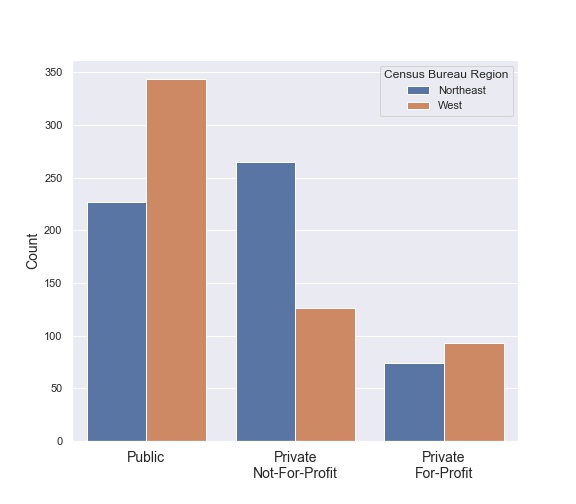 Census Bureau Region
Northeast
West
350
300
250
200
150
100
50
0
Count
Public
Private
Not-For-Profit
Private
For-Profit